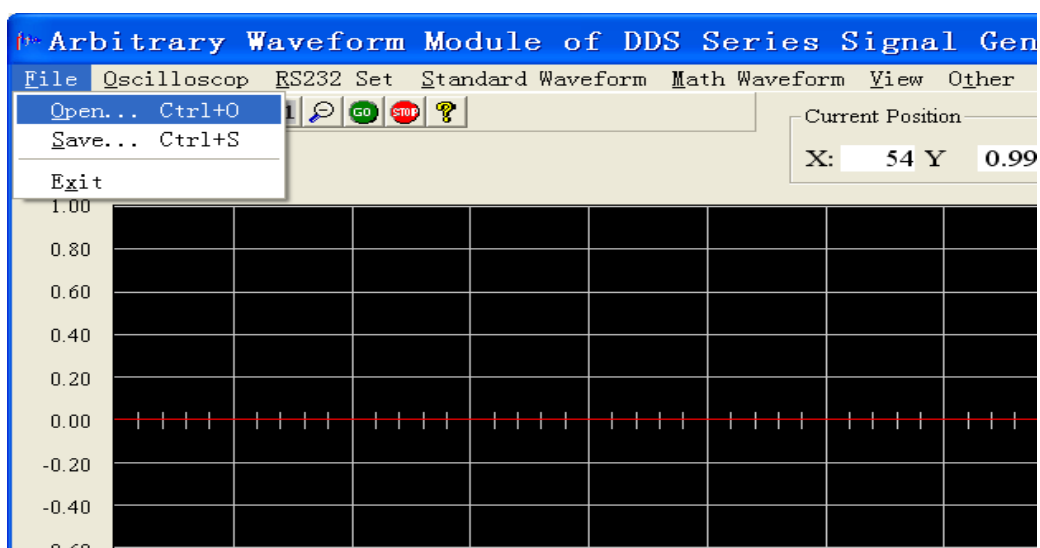 Arbitrary Waveform Module of DDS Series Signal Gen
File Oscilloscop RS232 Set Standard Waveform Math Waveform View Other
Open... Ctrl+O
Save... Ctrl+S
Exit
GO STOP ?
Current Position
X: 54 Y 0.99
1.00
0.80
0.60
0.40
0.20
0.00
-0.20
-0.40